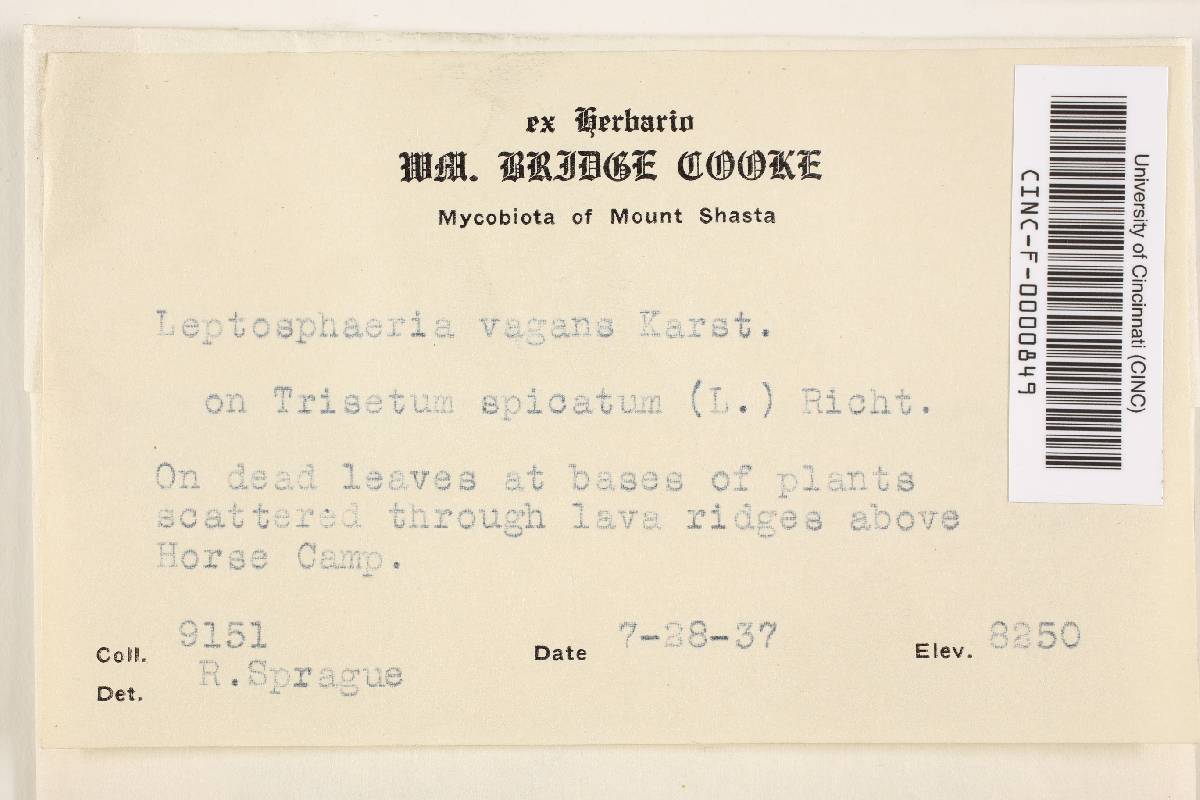 ex Herbario
WM. BRIDGE COOKE
Mycobiota of Mount Shasta
Leptosphaeria vagans Karst.
on Trisetum spicatum (L.) Richt.
On dead leaves at bases of plants
scattered through lava ridges above
Horse Camp.
Coll. 9151
Date 7-28-37
Elev. 8250
Det. R.Sprague
University of Cincinnati (CINC)
CINC-F-0000849